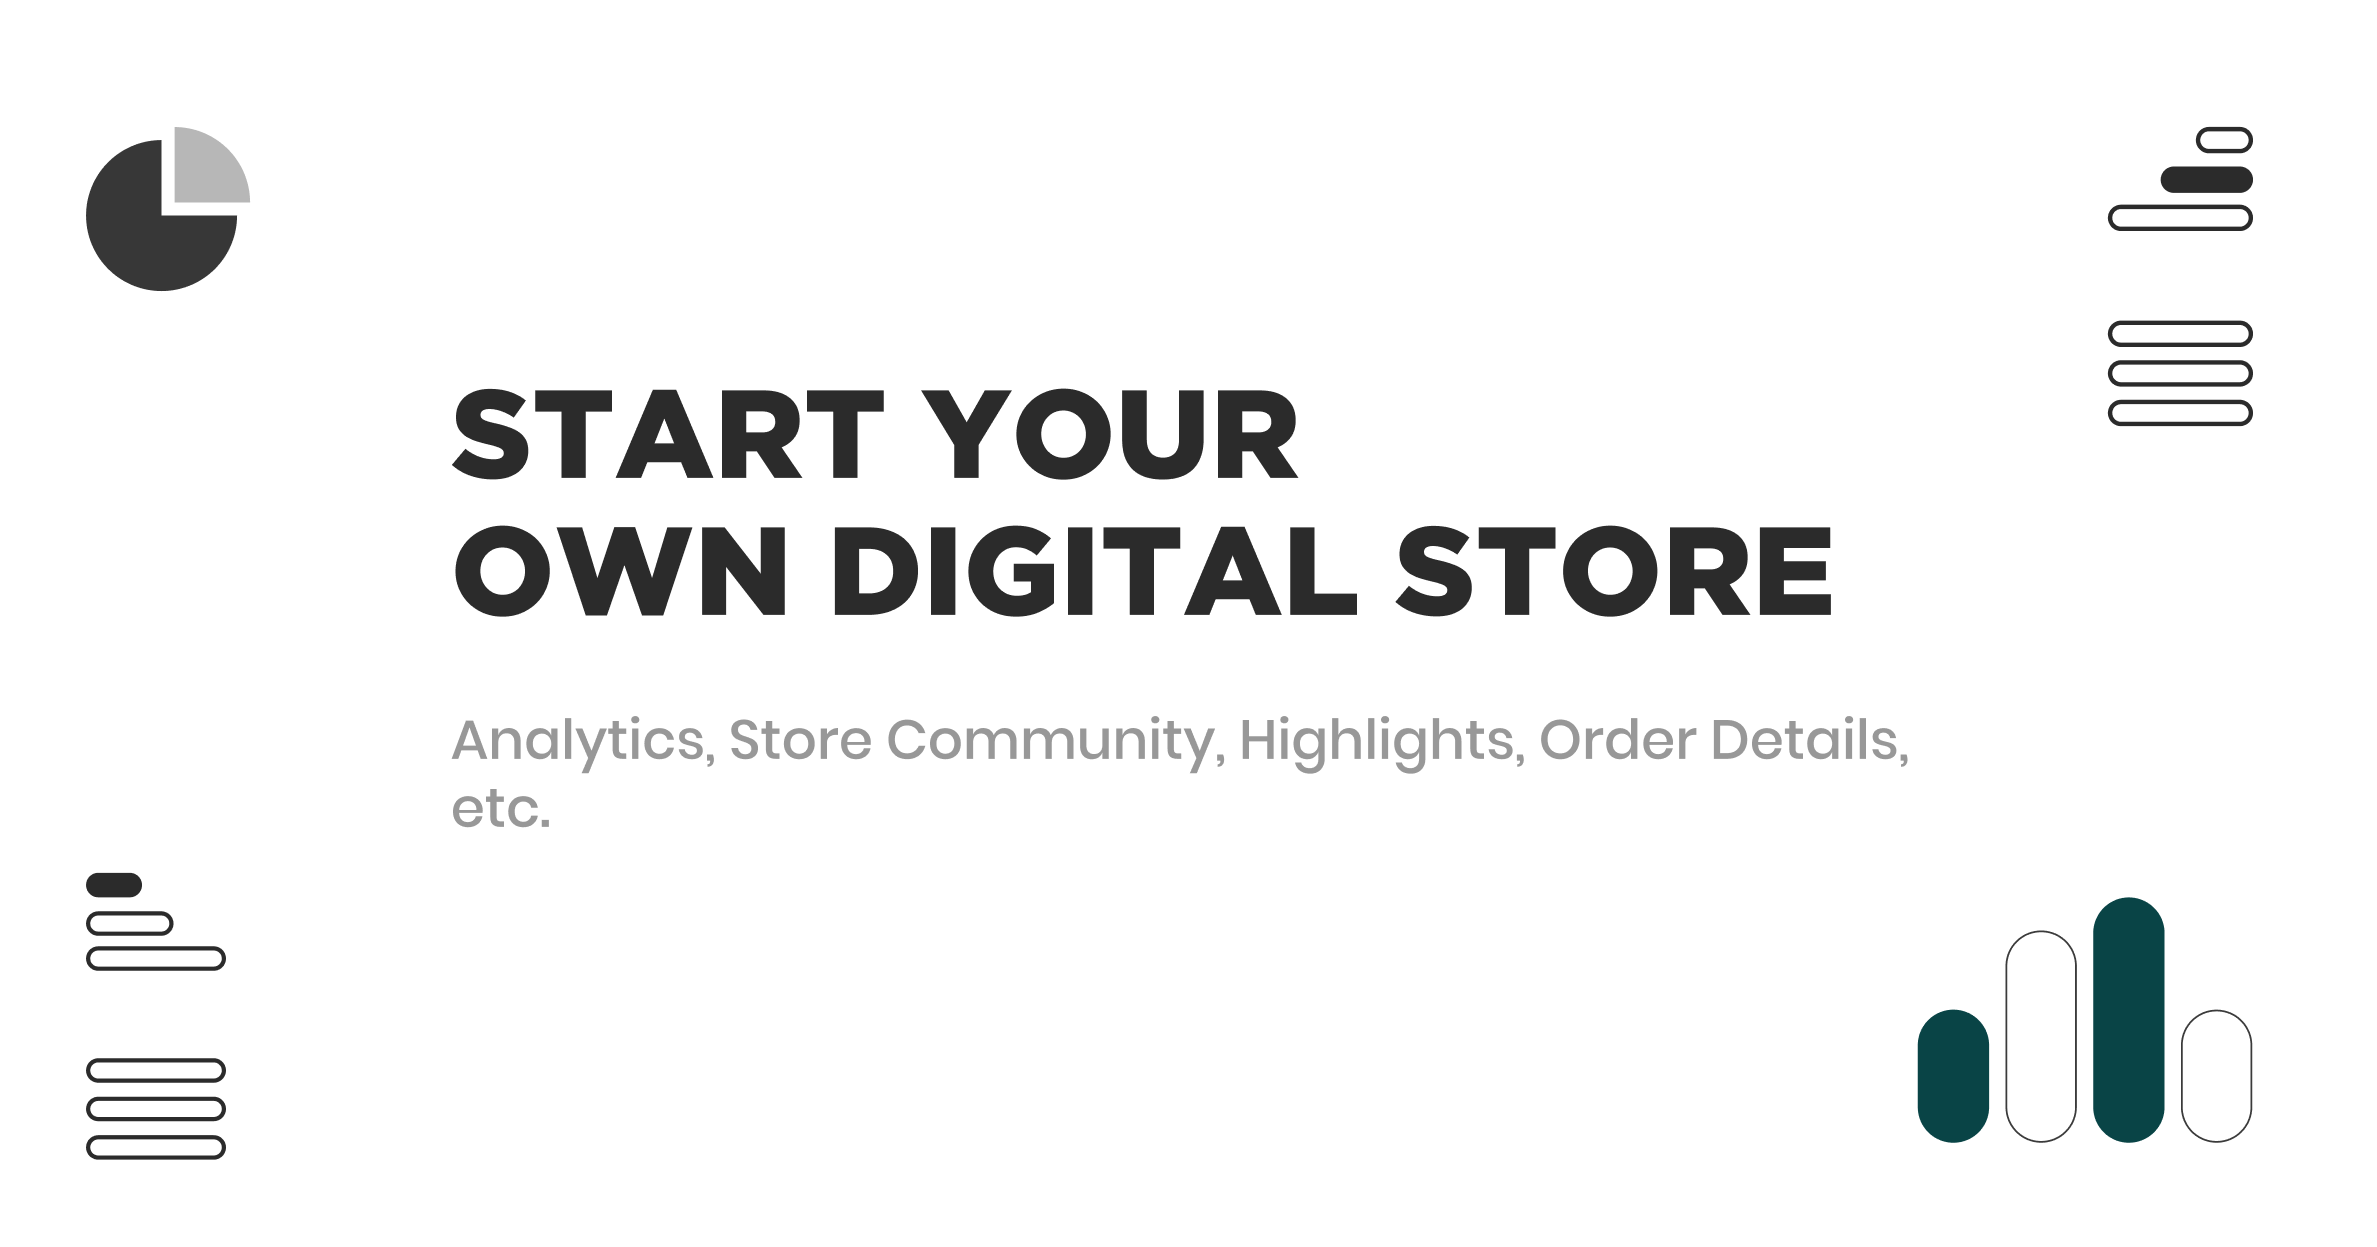 START YOUR
OWN DIGITAL STORE
Analytics, Store Community, Highlights, Order Details,
etc.